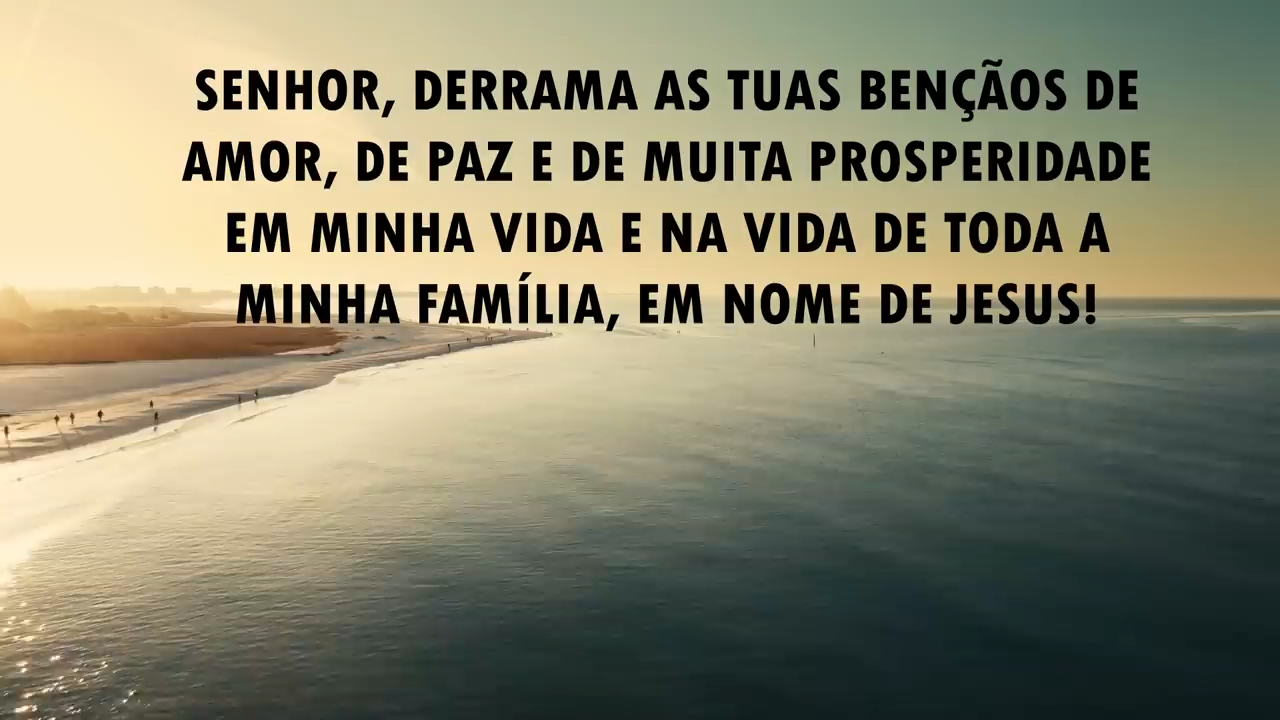 SENHOR, DERRAMA AS TUAS BENÇÃOS DE
AMOR, DE PAZ E DE MUITA PROSPERIDADE
EM MINHA VIDA E NA VIDA DE TODA A
MINHA FAMÍLIA, EM NOME DE JESUS!